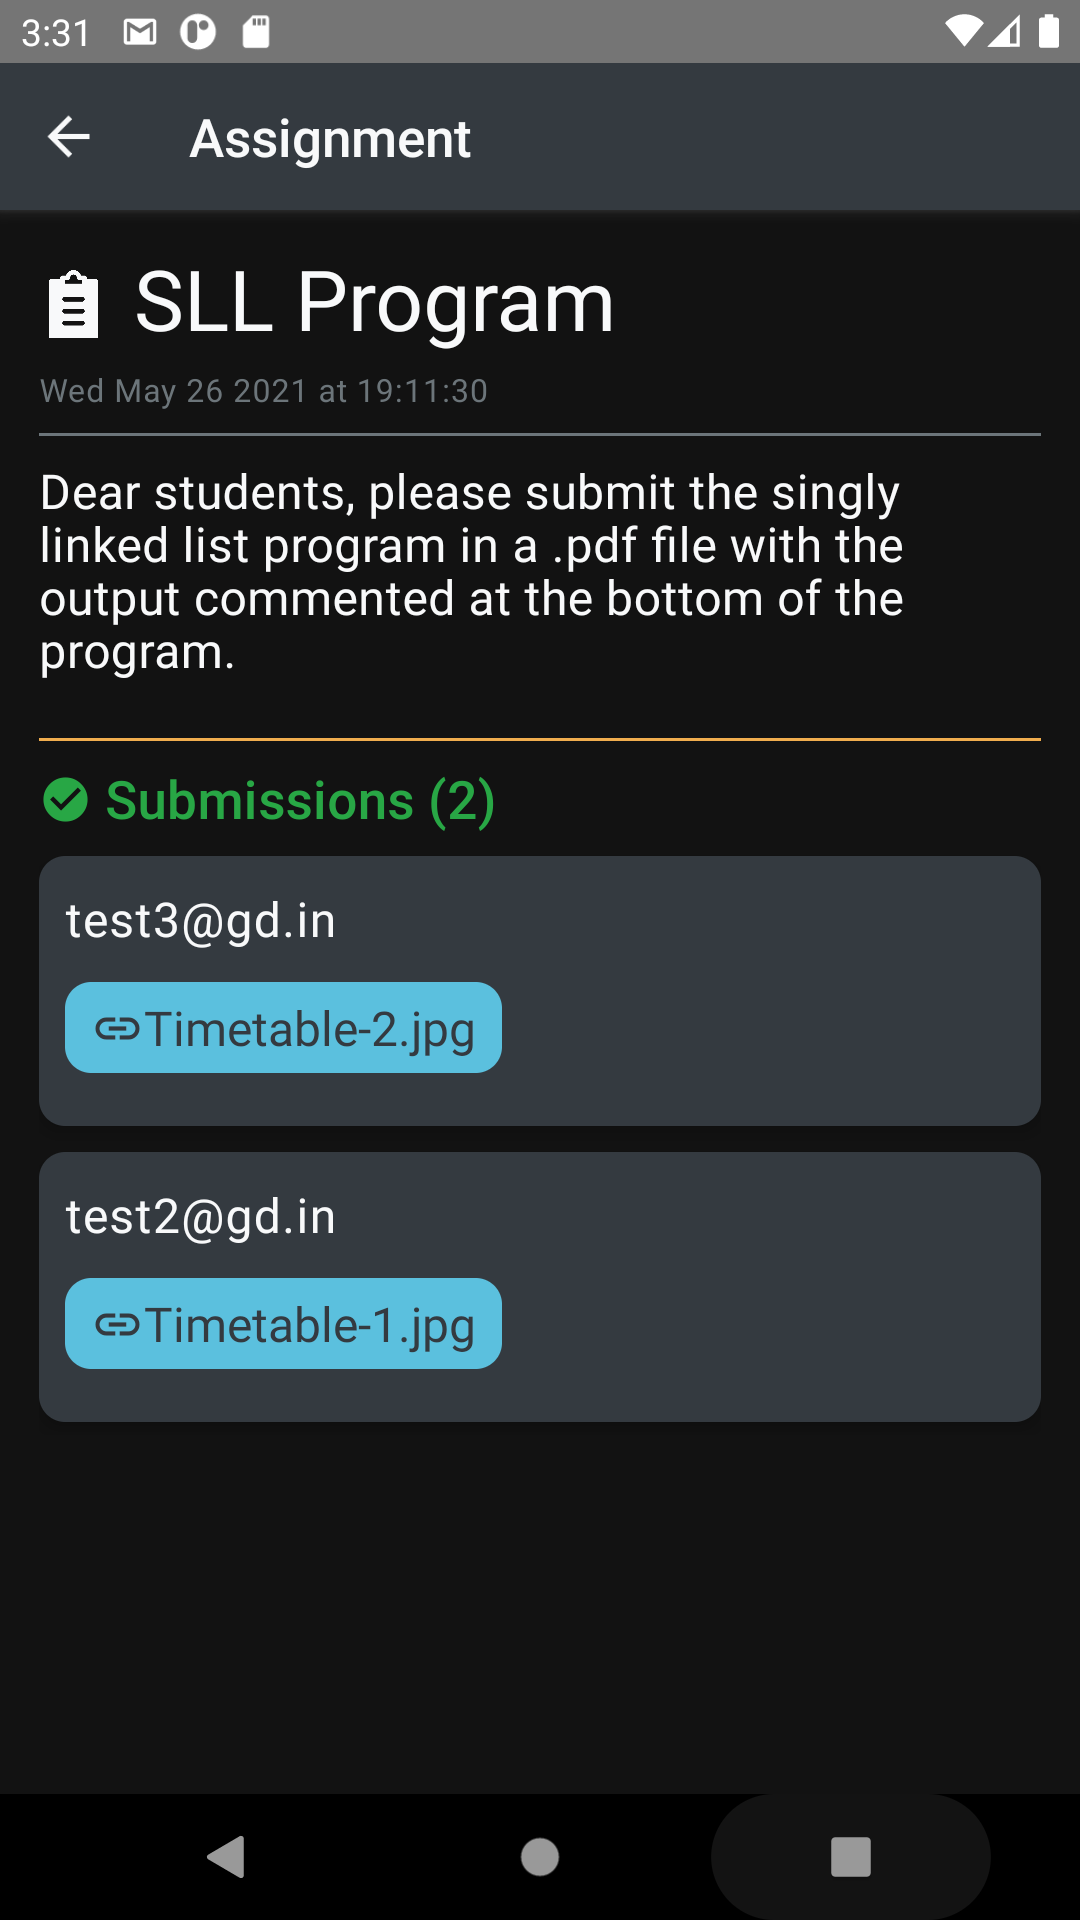 3:31
Assignment
SLL Program
Wed May 26 2021 at 19:11:30
Dear students, please submit the singly
linked list program in a .pdf file with the
output commented at the bottom of the
program.
Submissions (2)
test3@gd.in
Timetable-2.jpg
test2@gd.in
Timetable-1.jpg